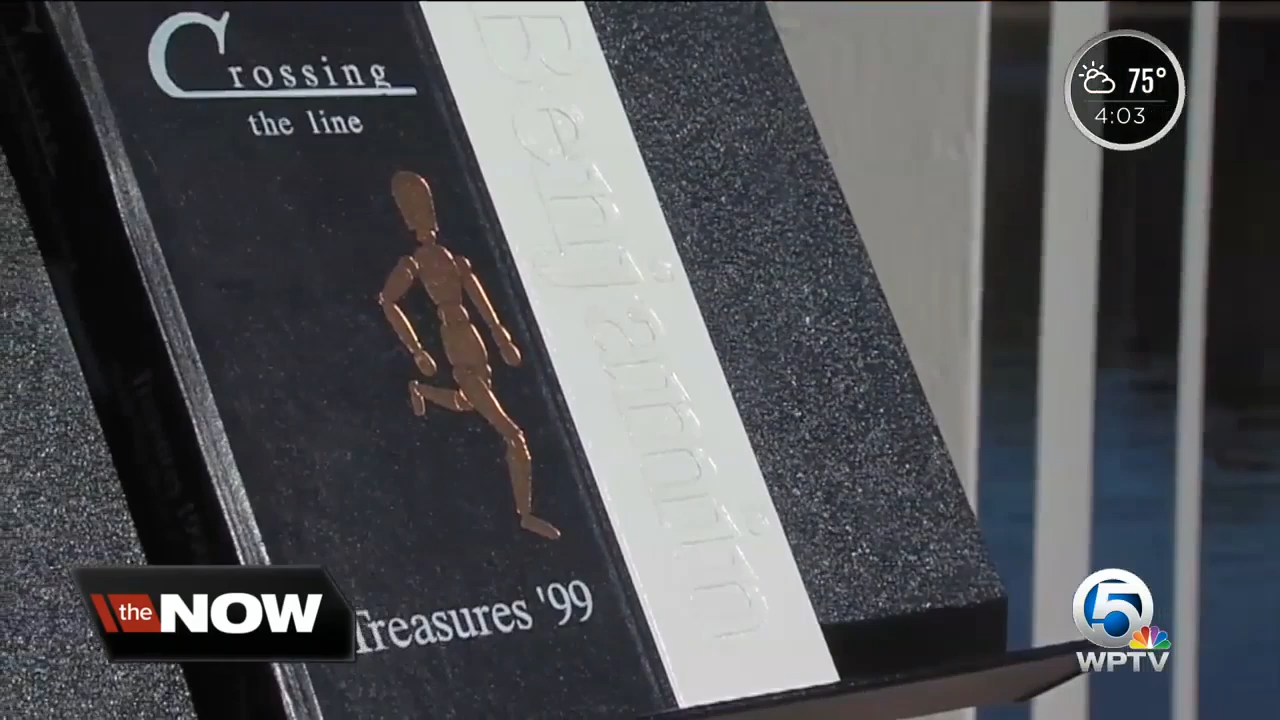 Crossing
the line
Benjamin
Treasures '99
75°
4:03
the NOW
5
WPTV